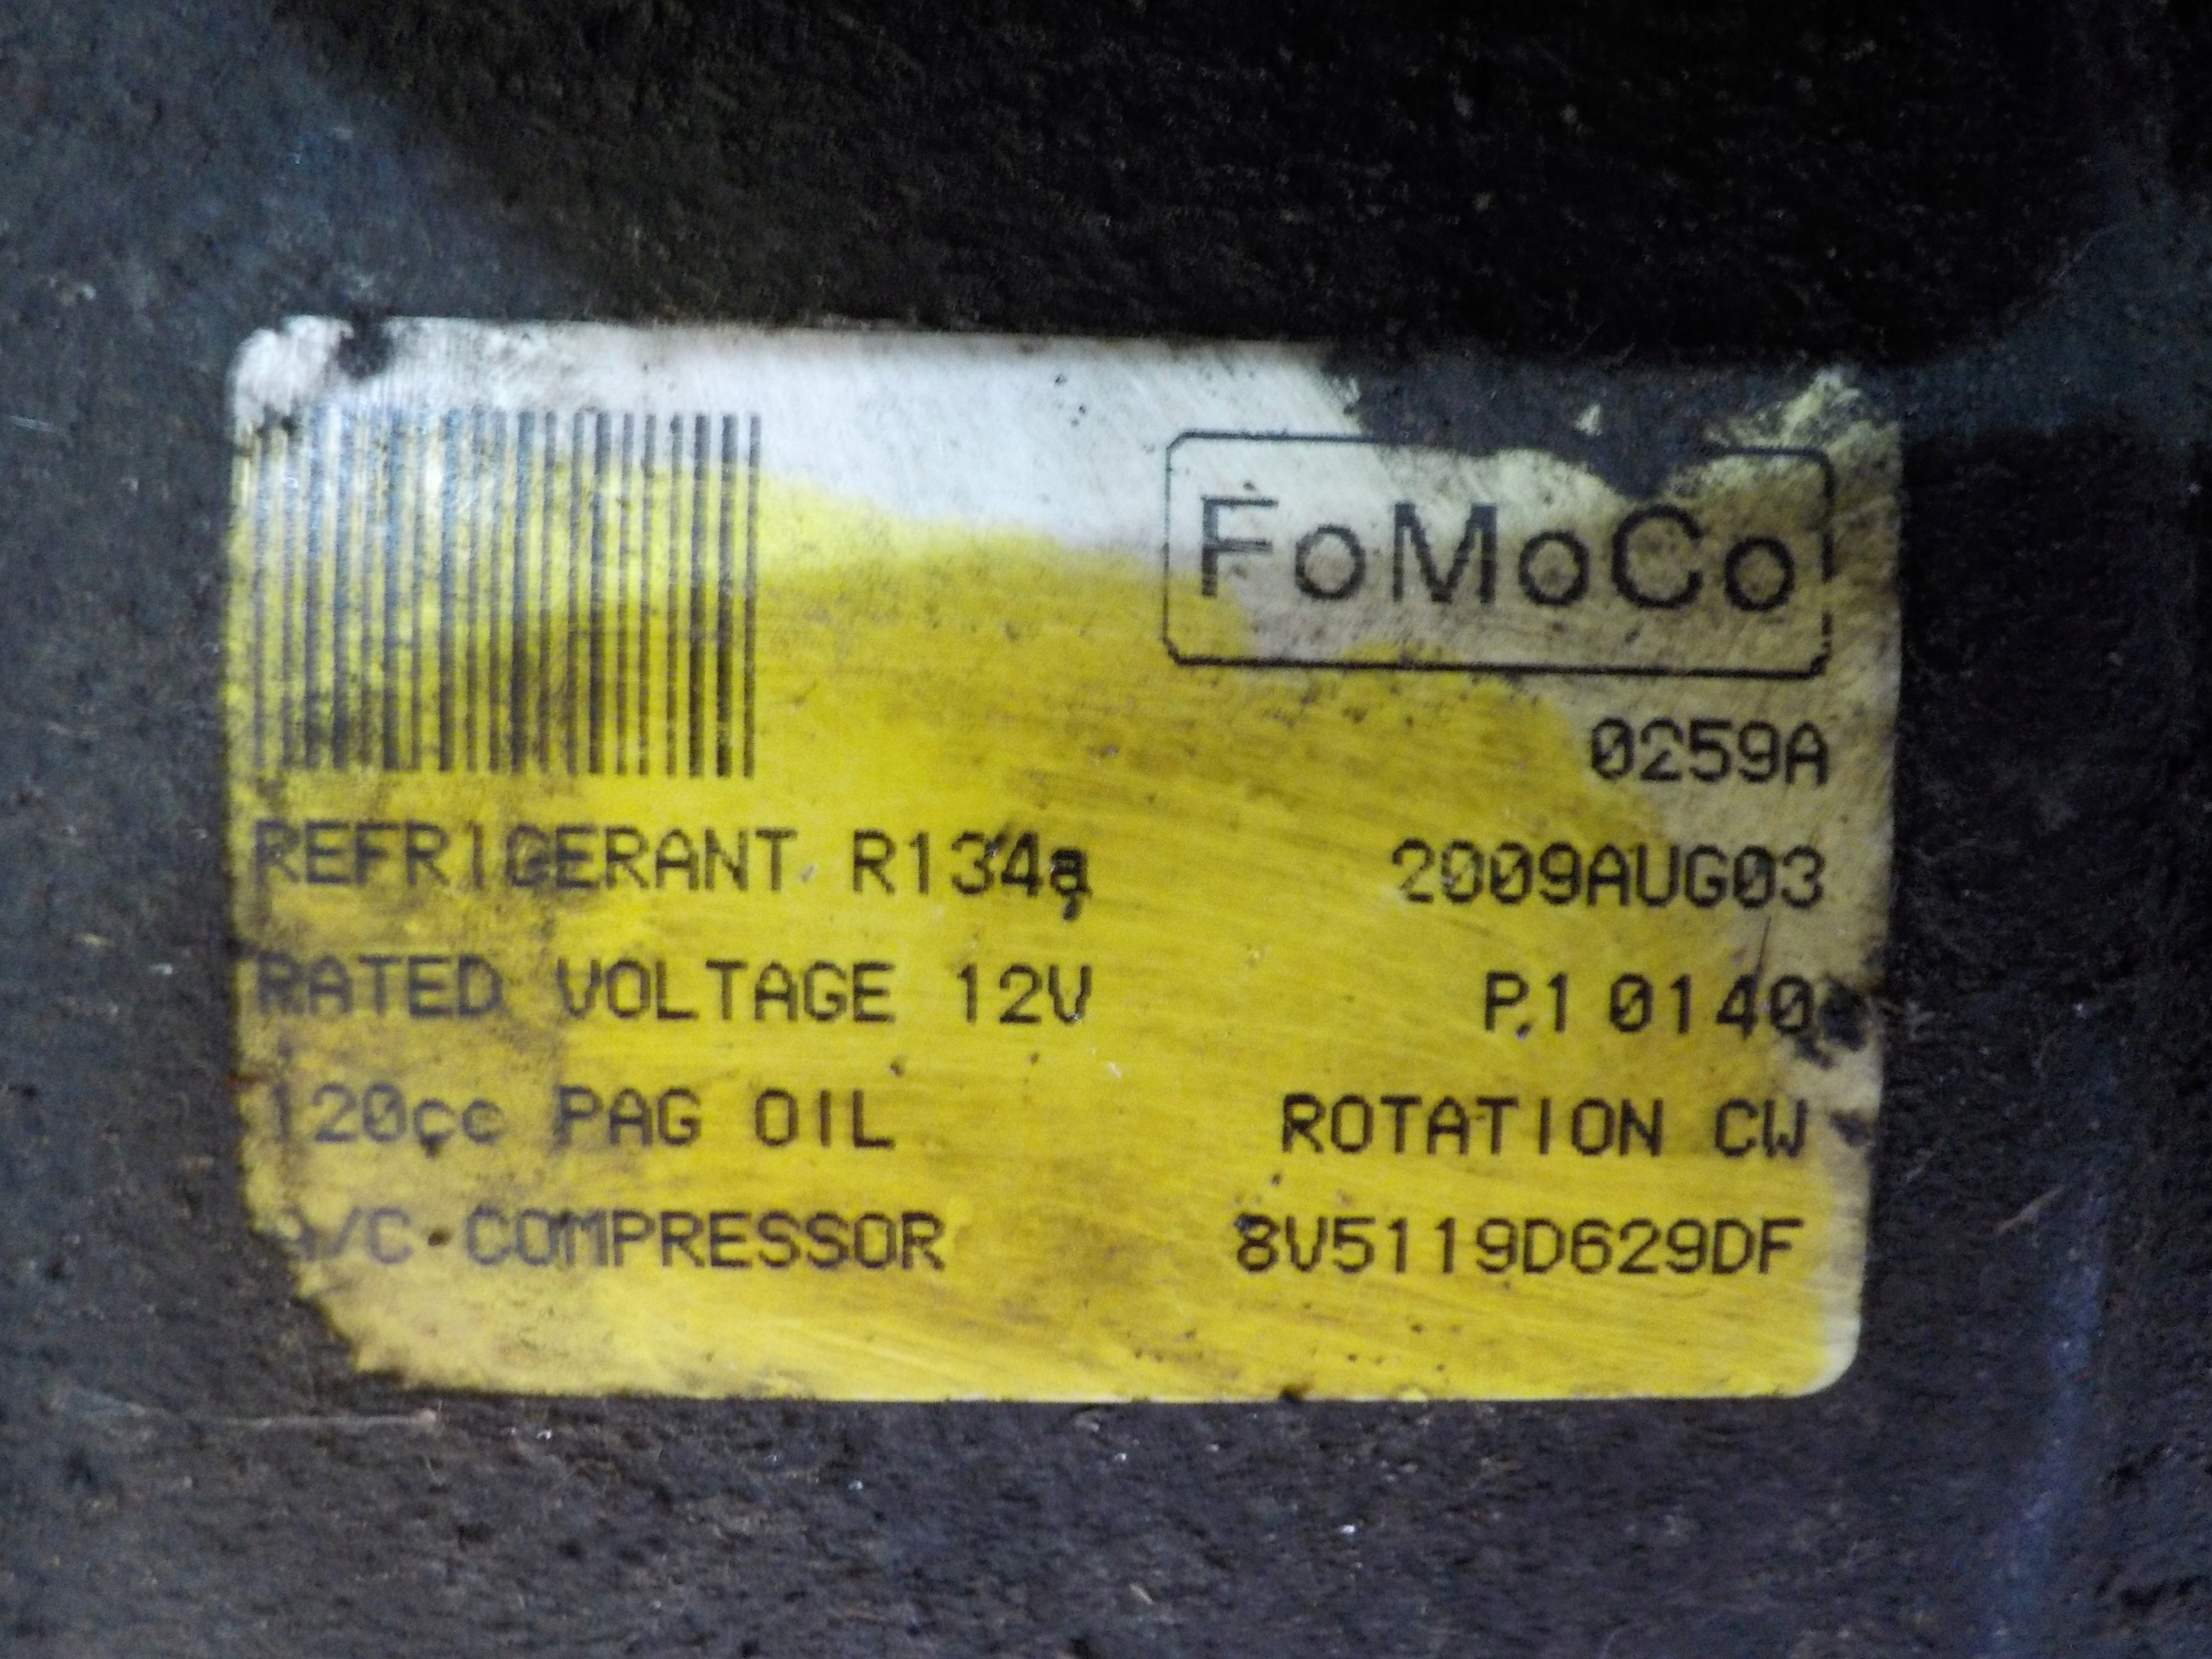 FoMoCo
0259A
REFRIGERANT R134a 2009AUG03
RATED VOLTAGE 12V P1 0140
120cc PAG OIL ROTATION CW
A/C COMPRESSOR 8V5119D629DF